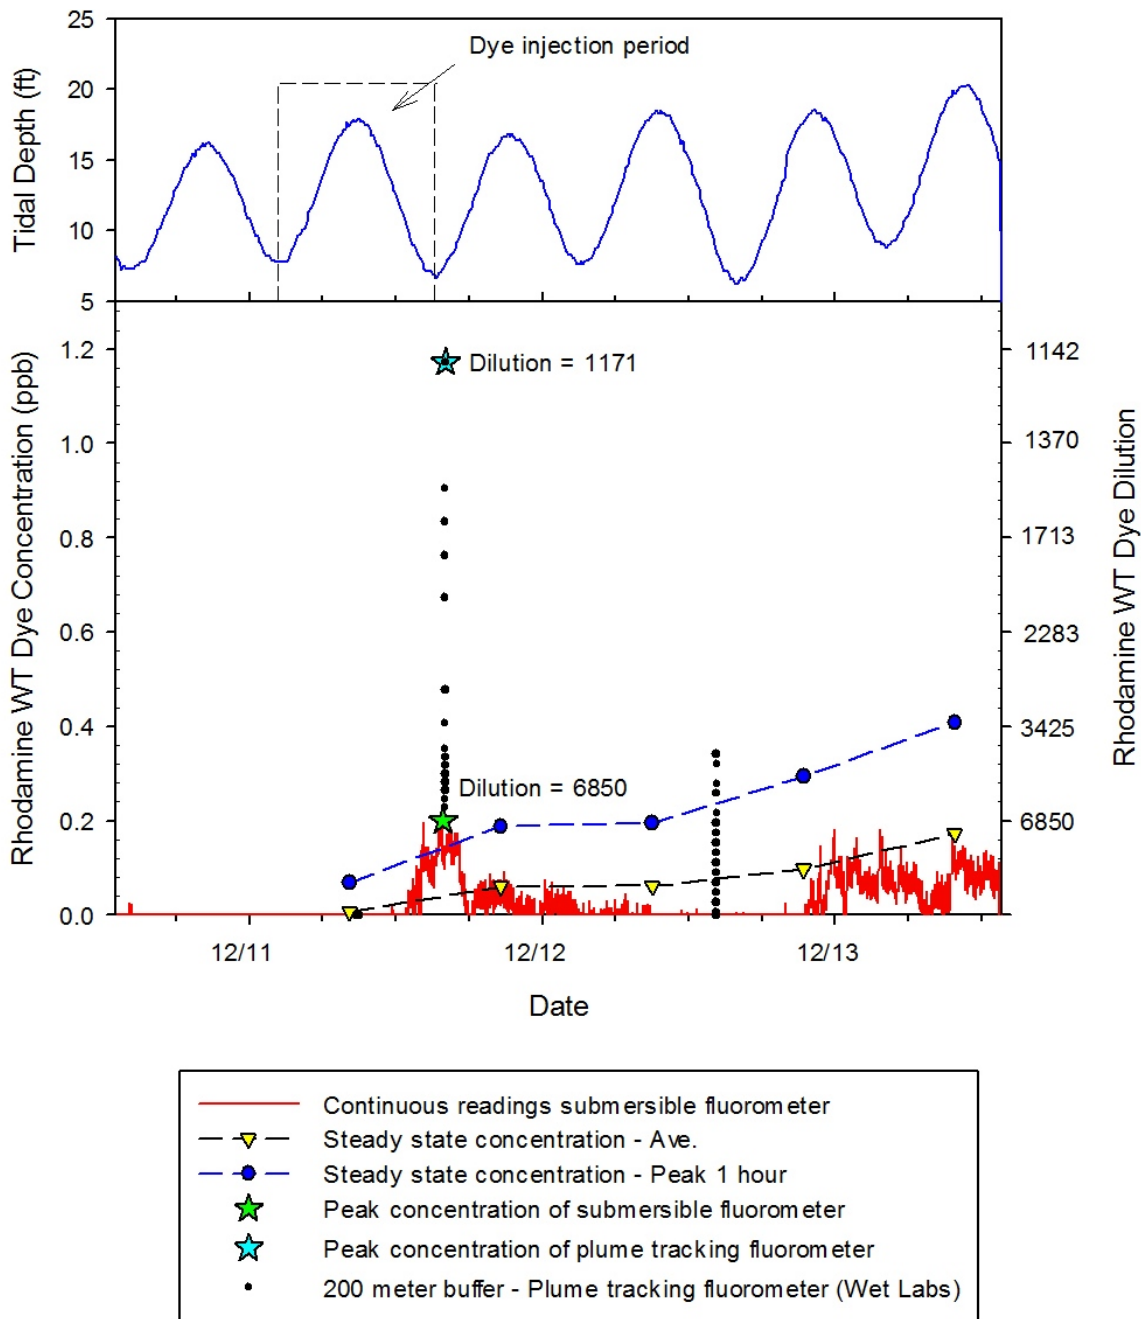 25
20
15
10
5
Tidal Depth (ft)
Dye injection period
1.2
1.0
0.8
0.6
0.4
0.2
0.0
Rhodamine WT Dye Concentration (ppb)
Dilution = 1171
Dilution = 6850
1142
1370
1713
2283
3425
6850
Rhodamine WT Dye Dilution
12/11
12/12
12/13
Date
Continuous readings submersible fluorometer
Steady state concentration - Ave.
Steady state concentration - Peak 1 hour
Peak concentration of submersible fluorometer
Peak concentration of plume tracking fluorometer
200 meter buffer - Plume tracking fluorometer (Wet Labs)